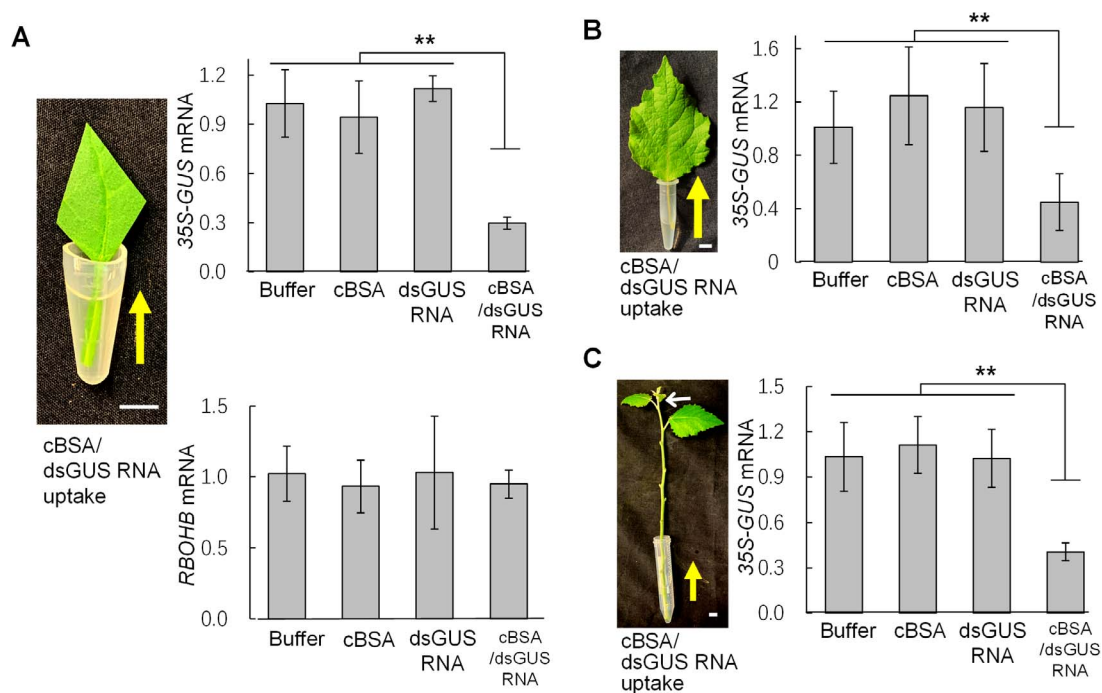 A
**
35S-GUS mRNA
1.2
0.9
0.6
0.3
0.0
Buffer
cBSA
dsGUS
RNA
cBSA
/dsGUS
RNA
cBSA/
dsGUS RNA
uptake
RBOHB mRNA
1.5
1.0
1.0
0.0
Buffer
cBSA
dsGUS
RNA
cBSA
/dsGUS
RNA
B
**
35S-GUS mRNA
1.6
1.2
0.8
0.4
0
Buffer
cBSA
dsGUS
RNA
cBSA
/dsGUS
RNA
cBSA/
dsGUS RNA
uptake
C
**
35S-GUS mRNA
1.5
1.2
0.9
0.6
0.3
0.0
Buffer
cBSA
dsGUS
RNA
cBSA
/dsGUS
RNA
cBSA/
dsGUS RNA
uptake